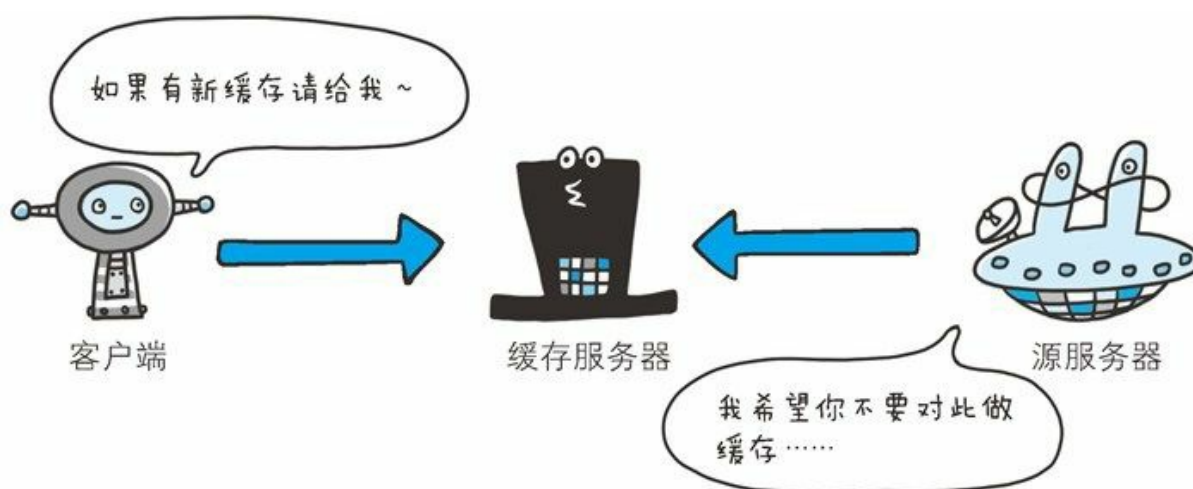 如果有新缓存请给我~
客户端
缓存服务器
源服务器
我希望你不要对此做
缓存……